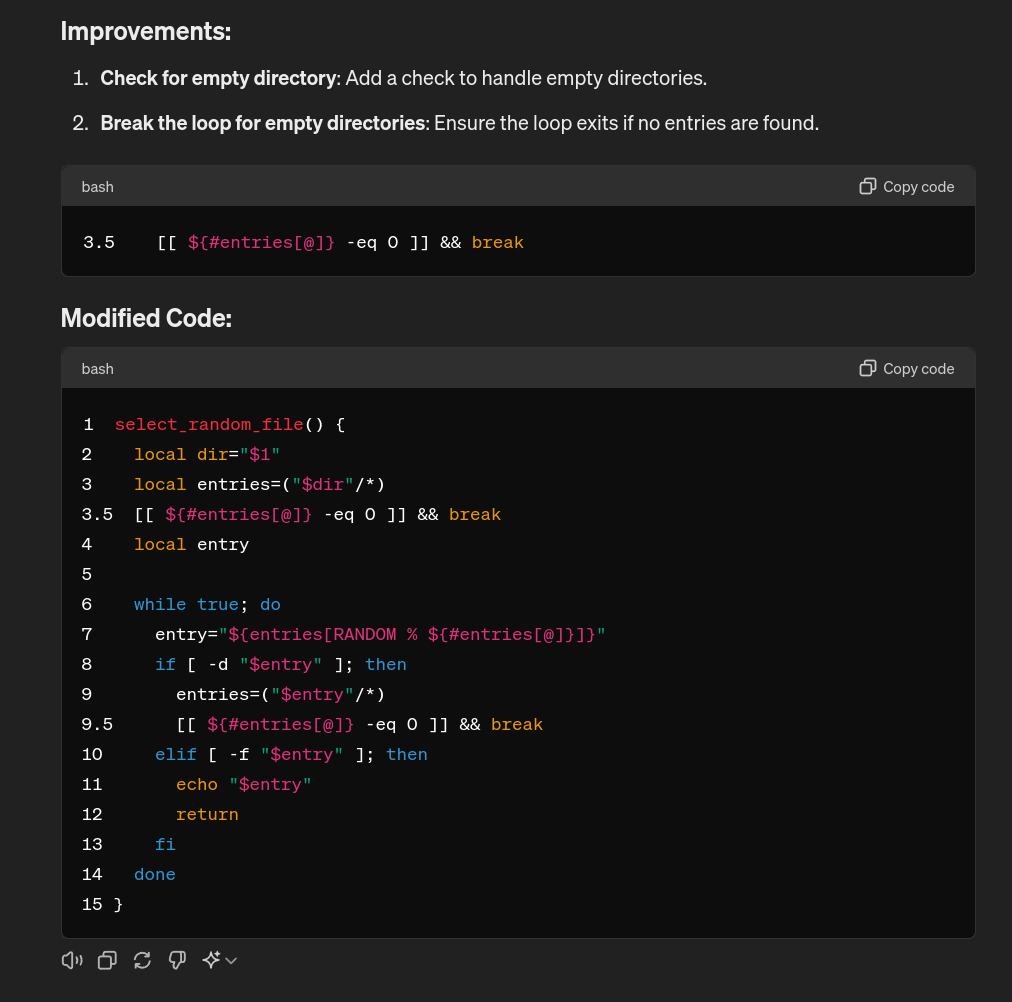 Improvements:
1. Check for empty directory: Add a check to handle empty directories.
2. Break the loop for empty directories: Ensure the loop exits if no entries are found.
bash
Copy code
3.5    [[ ${#entries[@]} -eq 0 ]] && break
Modified Code:
bash
Copy code
1  select_random_file() {
2    local dir="$1"
3    local entries=("$dir"/*)
3.5  [[ ${#entries[@]} -eq 0 ]] && break
4    local entry
5
6    while true; do
7      entry="${entries[RANDOM % ${#entries[@]}]}"
8      if [ -d "$entry" ]; then
9        entries=("$entry"/*)
9.5      [[ ${#entries[@]} -eq 0 ]] && break
10     elif [ -f "$entry" ]; then
11       echo "$entry"
12       return
13     fi
14   done
15 }